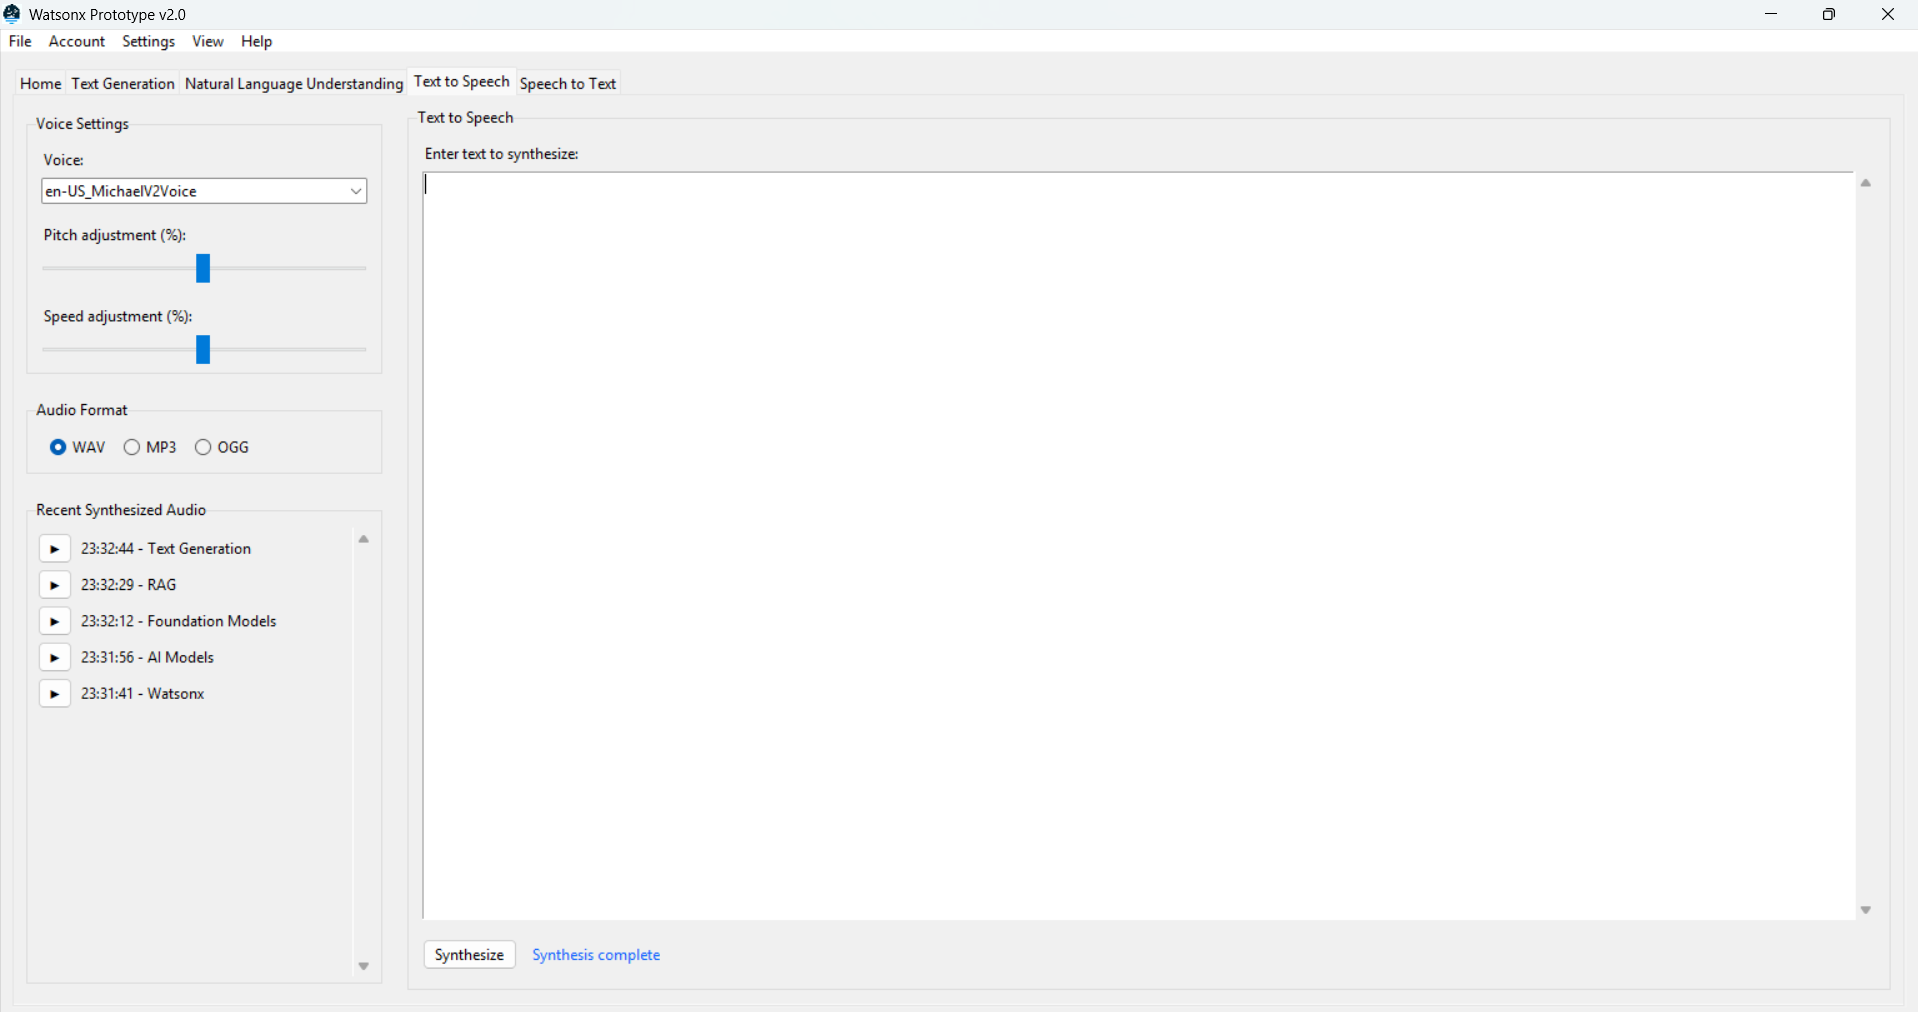 Watsonx Prototype v2.0
File Account Settings View Help
Home Text Generation Natural Language Understanding Text to Speech Speech to Text
Voice Settings
Voice:
en-US_MichaelV2Voice
Pitch adjustment (%):
Speed adjustment (%):
Audio Format
WAV MP3 OGG
Recent Synthesized Audio
23:32:44 - Text Generation
23:32:29 - RAG
23:32:12 - Foundation Models
23:31:56 - AI Models
23:31:41 - Watsonx
Text to Speech
Enter text to synthesize:
Synthesize Synthesis complete